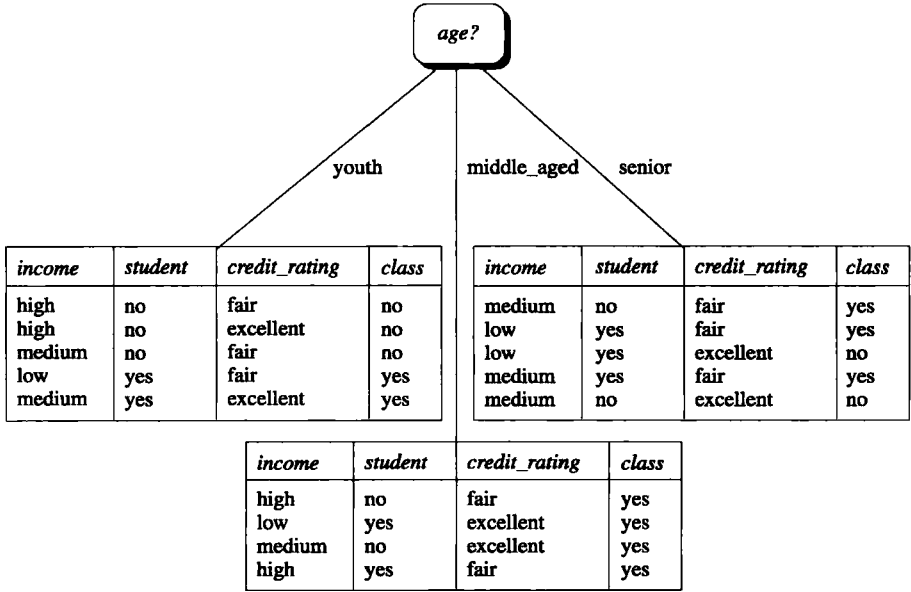 age?
youth
middle_aged
senior
income student credit_rating class
high no fair no
high no excellent no
medium no fair no
low yes fair yes
medium yes excellent yes
income student credit_rating class
medium no fair yes
low yes fair yes
low yes excellent no
medium yes fair yes
medium no excellent no
income student credit_rating class
high no fair yes
low yes excellent yes
medium no excellent yes
high yes fair yes